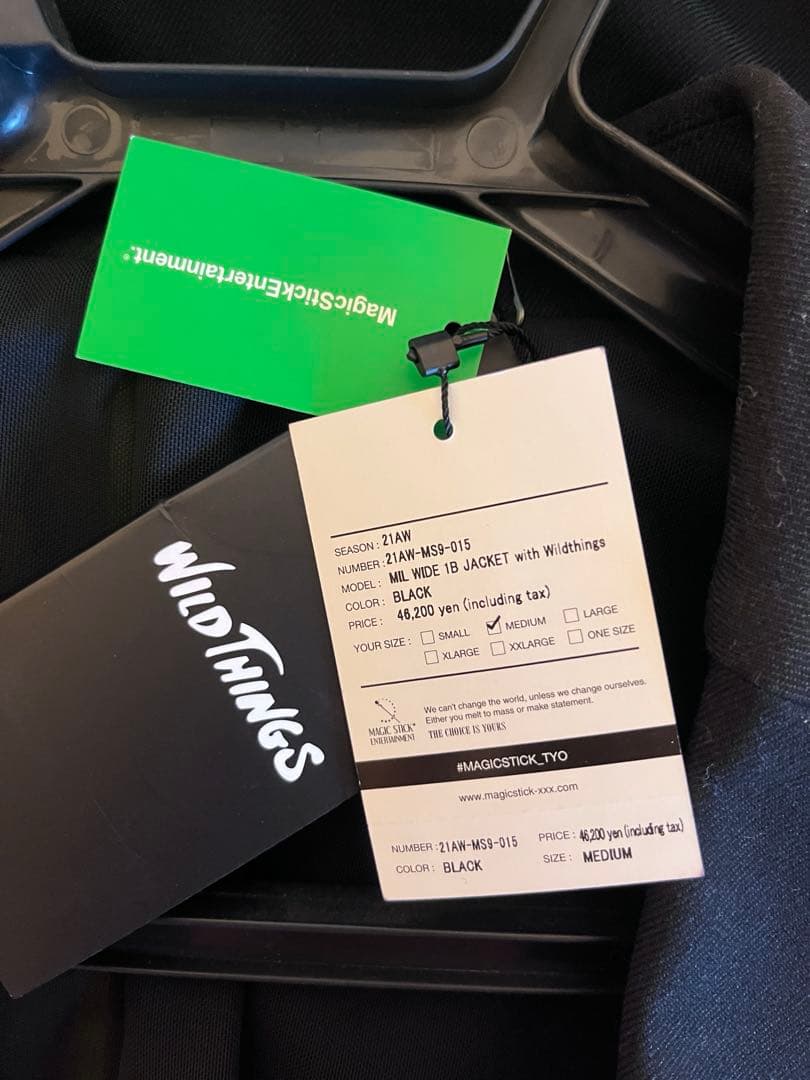 MagicStickEntertainment.®
WILDTHINGS
SEASON : 21AW
NUMBER : 21AW-MS9-015
MODEL : MIL WIDE 1B JACKET with Wildthings
COLOR : BLACK
PRICE : 46,200 yen (including tax)
YOUR SIZE : SMALL MEDIUM LARGE
XLARGE XXLARGE ONE SIZE
MAGIC STICK®
ENTERTAINMENT
We can't change the world, unless we change ourselves.
Either you melt to mass or make statement.
THE CHOICE IS YOURS
#MAGICSTICK_TYO
www.magicstick-xxx.com
NUMBER : 21AW-MS9-015 PRICE : 46,200 yen (including tax)
COLOR : BLACK SIZE : MEDIUM